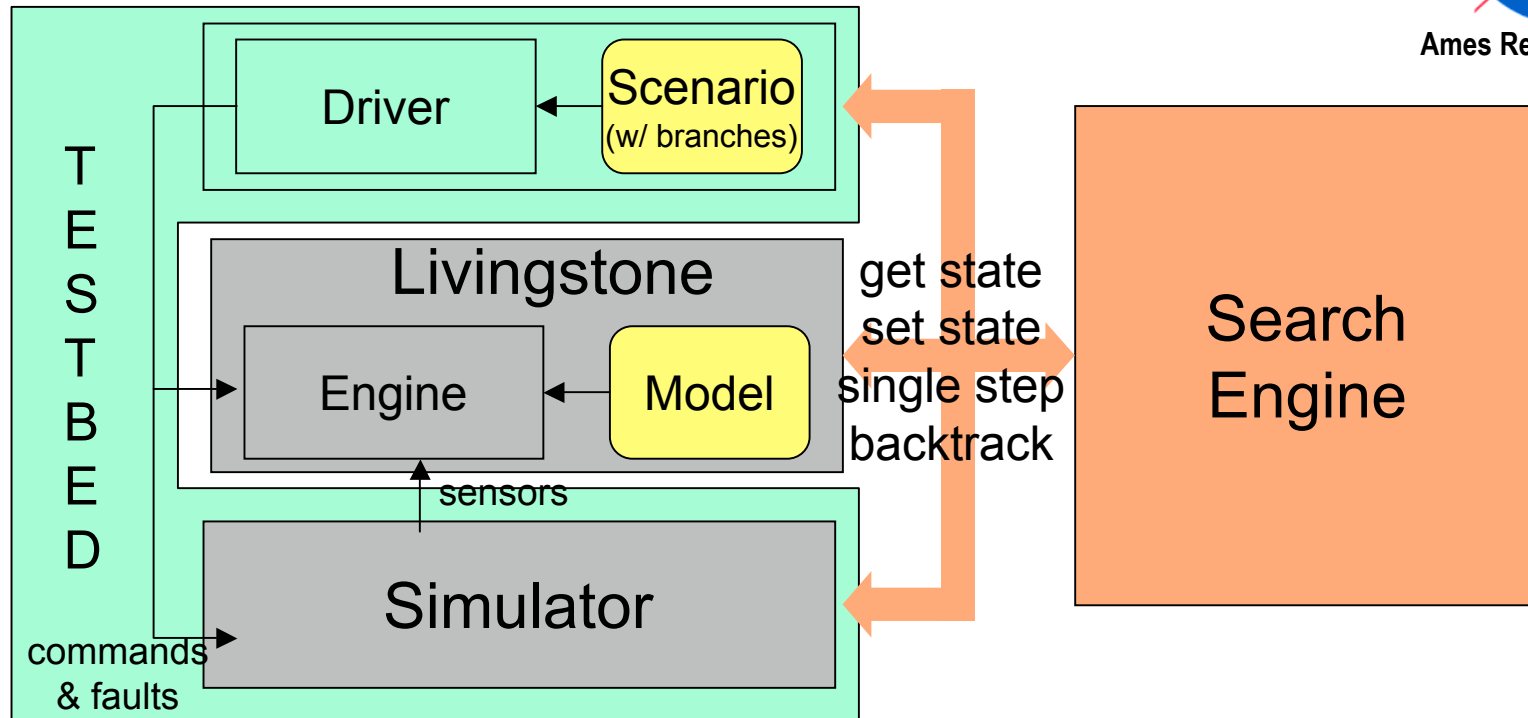 Ames Re
TESTBED
Driver
Scenario
(w/ branches)
Livingstone
Engine
Model
sensors
Simulator
commands
& faults
get state
set state
single step
backtrack
Search
Engine